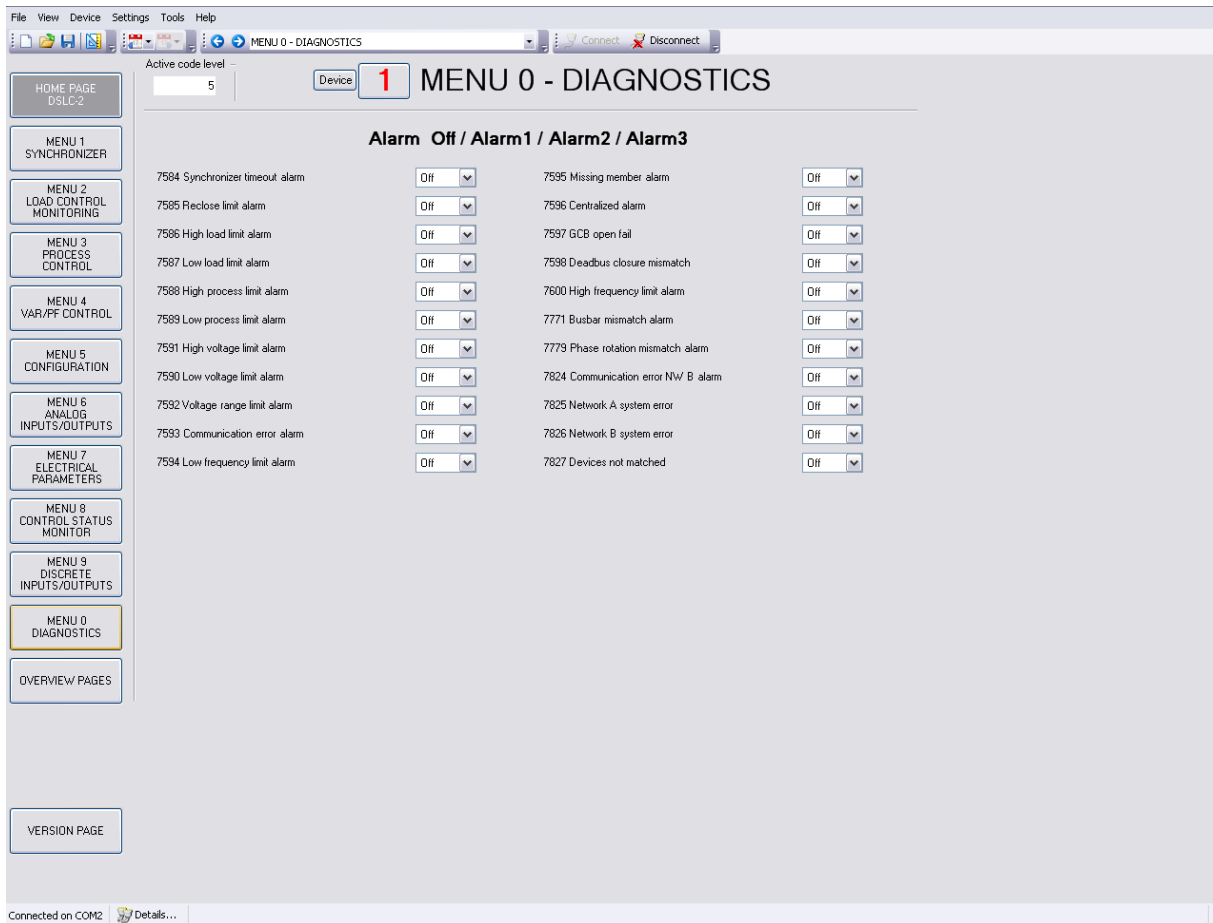 File View Device Settings Tools Help
MENU 0 - DIAGNOSTICS
Connect Disconnect
Active code level
5
Device 1 MENU 0 - DIAGNOSTICS
HOME PAGE
DSLC-2
MENU 1
SYNCHRONIZER
MENU 2
LOAD CONTROL
MONITORING
MENU 3
PROCESS
CONTROL
MENU 4
VAR/PF CONTROL
MENU 5
CONFIGURATION
MENU 6
ANALOG
INPUTS/OUTPUTS
MENU 7
ELECTRICAL
PARAMETERS
MENU 8
CONTROL STATUS
MONITOR
MENU 9
DISCRETE
INPUTS/OUTPUTS
MENU 0
DIAGNOSTICS
OVERVIEW PAGES
VERSION PAGE
Alarm Off / Alarm1 / Alarm2 / Alarm3
7584 Synchronizer timeout alarm Off
7585 Reclose limit alarm Off
7586 High load limit alarm Off
7587 Low load limit alarm Off
7588 High process limit alarm Off
7589 Low process limit alarm Off
7591 High voltage limit alarm Off
7590 Low voltage limit alarm Off
7592 Voltage range limit alarm Off
7593 Communication error alarm Off
7594 Low frequency limit alarm Off
7595 Missing member alarm Off
7596 Centralized alarm Off
7597 GCB open fail Off
7598 Deadbus closure mismatch Off
7600 High frequency limit alarm Off
7771 Busbar mismatch alarm Off
7779 Phase rotation mismatch alarm Off
7824 Communication error NW B alarm Off
7825 Network A system error Off
7826 Network B system error Off
7827 Devices not matched Off
Connected on COM2 Details...